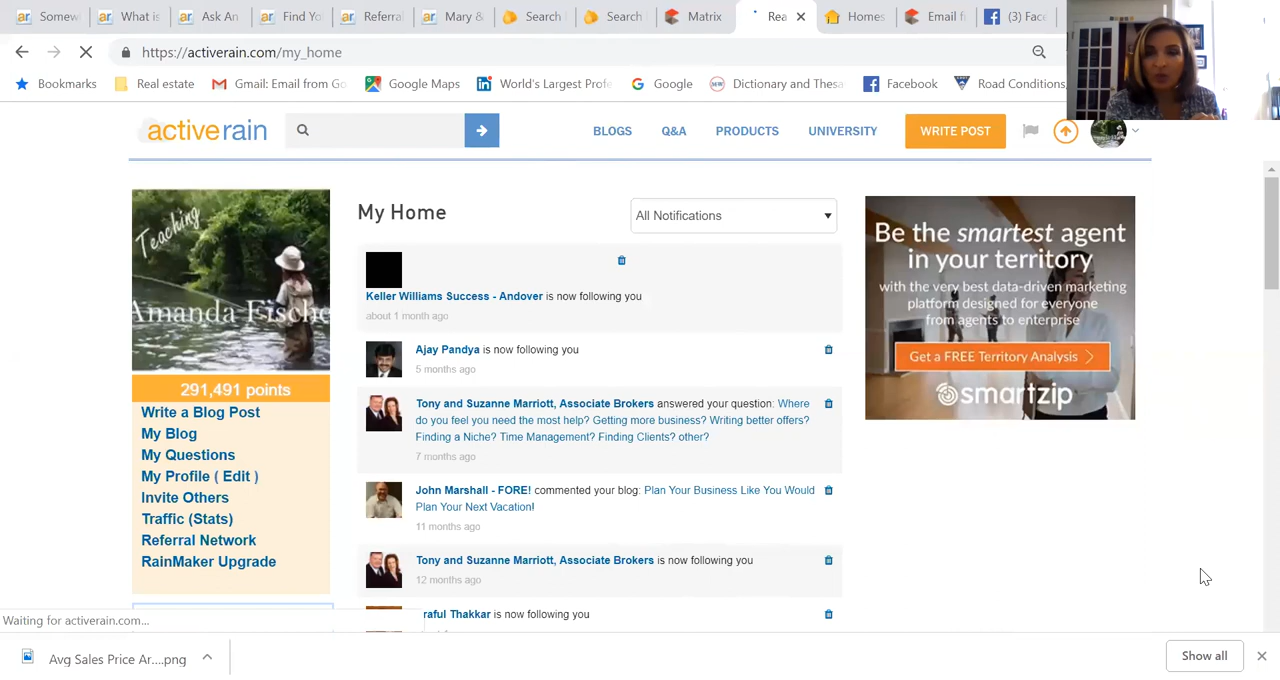 Somewh
What is
Ask An
Find Yo
Referral
Mary &
Search
Search
Matrix
Rea
Homes
Email f
(3) Face
https://activerain.com/my_home
Bookmarks
Real estate
Gmail: Email from Go
Google Maps
World's Largest Profe
Google
Dictionary and Thesa
Facebook
Road Conditions,
activerain
BLOGS
Q&A
PRODUCTS
UNIVERSITY
WRITE POST
Teaching
Amanda Fische
291,491 points
Write a Blog Post
My Blog
My Questions
My Profile ( Edit )
Invite Others
Traffic (Stats)
Referral Network
RainMaker Upgrade
My Home
All Notifications
Keller Williams Success - Andover is now following you
about 1 month ago
Ajay Pandya is now following you
5 months ago
Tony and Suzanne Marriott, Associate Brokers answered your question: Where
do you feel you need the most help? Getting more business? Writing better offers?
Finding a Niche? Time Management? Finding Clients? other?
7 months ago
John Marshall - FORE! commented your blog: Plan Your Business Like You Would
Plan Your Next Vacation!
11 months ago
Tony and Suzanne Marriott, Associate Brokers is now following you
12 months ago
raful Thakkar is now following you
Be the smartest agent
in your territory
with the very best data-driven marketing
platform designed for everyone
from agents to enterprise
Get a FREE Territory Analysis
smartzip
Waiting for activerain.com...
Avg Sales Price Ar....png
Show all